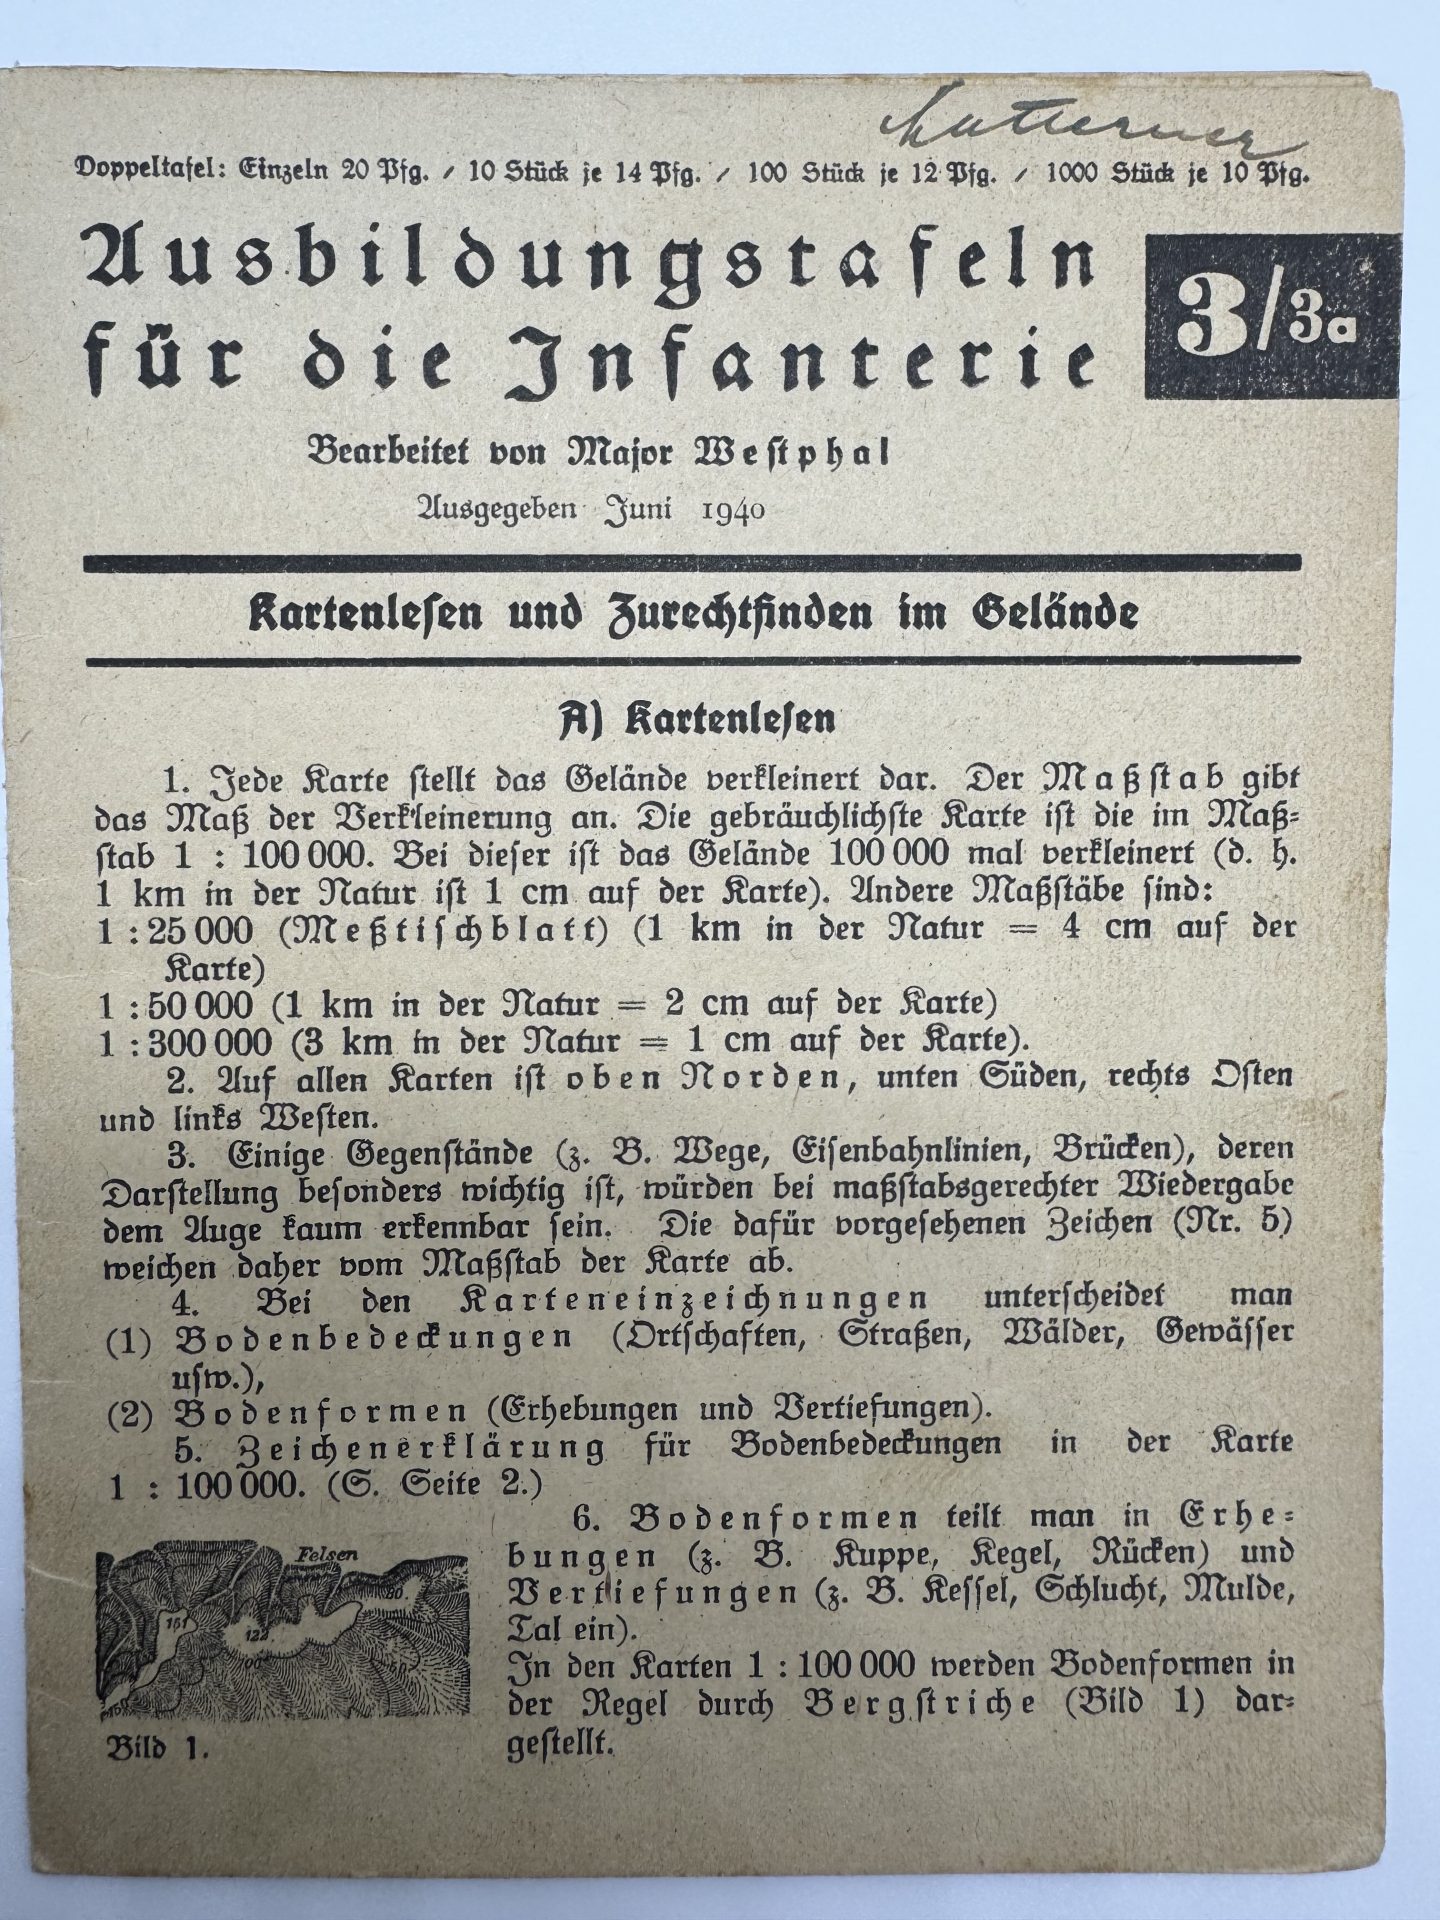 Doppeltafel: Einzeln 20 Pfg. / 10 Stück je 14 Pfg. / 100 Stück je 12 Pfg. / 1000 Stück je 10 Pfg.
Ausbildungstafeln
für die Infanterie
3/3a
Bearbeitet von Major Westphal
Ausgegeben Juni 1940
Kartenlesen und Zurechtfinden im Gelände
A) Kartenlesen
1. Jede Karte stellt das Gelände verkleinert dar. Der Maßstab gibt
das Maß der Verkleinerung an. Die gebräuchlichste Karte ist die im Maß-
stab 1 : 100 000. Bei dieser ist das Gelände 100 000 mal verkleinert (d. h.
1 km in der Natur ist 1 cm auf der Karte). Andere Maßstäbe sind:
1 : 25 000 (Meßtischblatt) (1 km in der Natur = 4 cm auf der
Karte)
1 : 50 000 (1 km in der Natur = 2 cm auf der Karte)
1 : 300 000 (3 km in der Natur = 1 cm auf der Karte).
2. Auf allen Karten ist oben Norden, unten Süden, rechts Osten
und links Westen.
3. Einige Gegenstände (z. B. Wege, Eisenbahnlinien, Brücken), deren
Darstellung besonders wichtig ist, würden bei maßstabsgerechter Wiedergabe
dem Auge kaum erkennbar sein. Die dafür vorgesehenen Zeichen (Nr. 5)
weichen daher vom Maßstab der Karte ab.
4. Bei den Karteneinzeichnungen unterscheidet man
(1) Bodenbedeckungen (Ortschaften, Straßen, Wälder, Gewässer
usw.),
(2) Bodenformen (Erhebungen und Vertiefungen).
5. Zeichenerklärung für Bodenbedeckungen in der Karte
1 : 100 000. (S. Seite 2.)
6. Bodenformen teilt man in Erhe-
bungen (z. B. Kuppe, Kegel, Rücken) und
Vertiefungen (z. B. Kessel, Schlucht, Mulde,
Tal ein).
In den Karten 1 : 100 000 werden Bodenformen in
der Regel durch Bergstriche (Bild 1) dar-
gestellt.
Felsen
80.
161
122.
Bild 1.